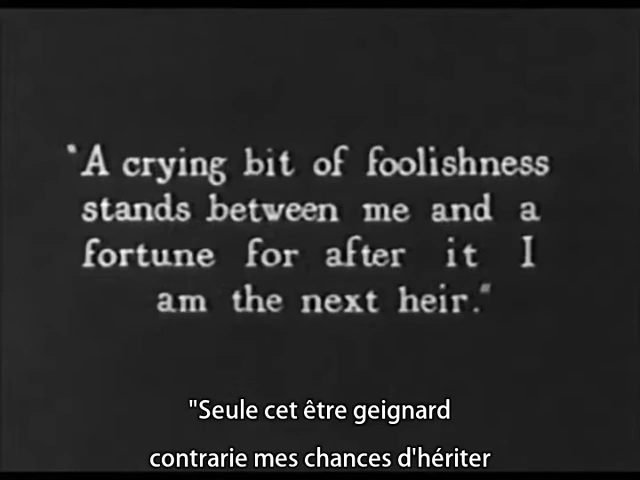 "A crying bit of foolishness
stands between me and a
fortune for after it I
am the next heir."
"Seule cet être geignard
contrarie mes chances d'hériter